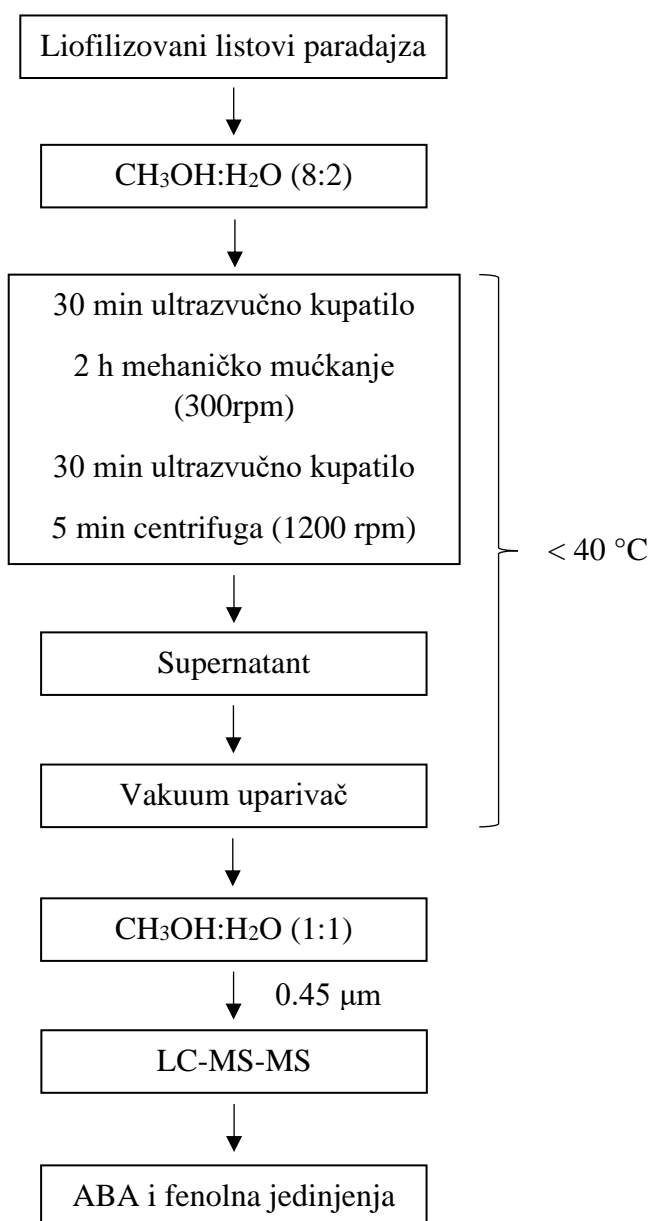 Liofilizovani listovi paradajza
CH₃OH:H₂O (8:2)
30 min ultrazvučno kupatilo
2 h mehaničko mućkanje
(300rpm)
30 min ultrazvučno kupatilo
5 min centrifuga (1200 rpm)
< 40 °C
Supernatant
Vakuum uparivač
CH₃OH:H₂O (1:1)
0.45 μm
LC-MS-MS
ABA i fenolna jedinjenja